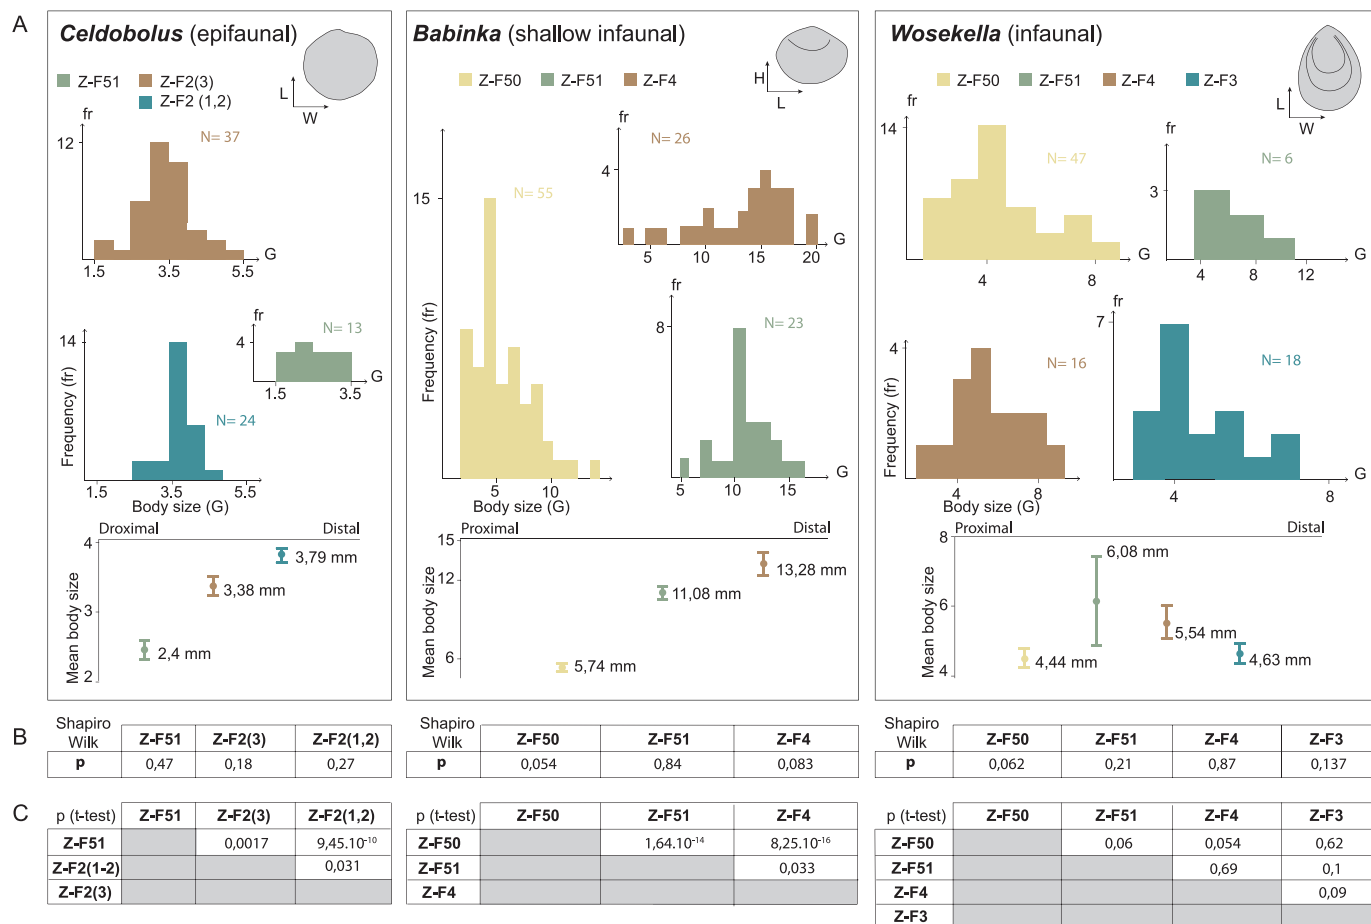 A
Celdobolus (epifaunal)
Z-F51
Z-F2(3)
Z-F2 (1,2)
L
W
fr
12
N= 37
1.5
3.5
5.5
G
14
Frequency (fr)
N= 24
1.5
3.5
5.5
G
Body size (G)
fr
4
N= 13
1.5
3.5
G
Droximal
Distal
4
3
2
Mean body size
2,4 mm
3,38 mm
3,79 mm
Babinka (shallow infaunal)
Z-F50
Z-F51
Z-F4
H
L
fr
15
N= 55
Frequency (fr)
5
10
G
Body size (G)
fr
4
N= 26
5
10
15
20
G
fr
8
N= 23
5
10
15
G
Proximal
Distal
15
12
6
Mean body size
5,74 mm
11,08 mm
13,28 mm
Wosekella (infaunal)
Z-F50
Z-F51
Z-F4
Z-F3
L
W
fr
14
N= 47
4
8
G
fr
3
N= 6
4
8
12
G
fr
4
N= 16
Frequency (fr)
4
8
G
Body size (G)
fr
7
N= 18
4
8
G
Proximal
Distal
8
6
4
Mean body size
4,44 mm
6,08 mm
5,54 mm
4,63 mm
B
Shapiro Wilk Z-F51 Z-F2(3) Z-F2(1,2)
p 0,47 0,18 0,27
Shapiro Wilk Z-F50 Z-F51 Z-F4
p 0,054 0,84 0,083
Shapiro Wilk Z-F50 Z-F51 Z-F4 Z-F3
p 0,062 0,21 0,87 0,137
C
p (t-test) Z-F51 Z-F2(3) Z-F2(1,2)
Z-F51 0,0017 9,45.10⁻¹⁰
Z-F2(1-2) 0,031
Z-F2(3)
p (t-test) Z-F50 Z-F51 Z-F4
Z-F50 1,64.10⁻¹⁴ 8,25.10⁻¹⁶
Z-F51 0,033
Z-F4
p (t-test) Z-F50 Z-F51 Z-F4 Z-F3
Z-F50 0,06 0,054 0,62
Z-F51 0,69 0,1
Z-F4 0,09
Z-F3